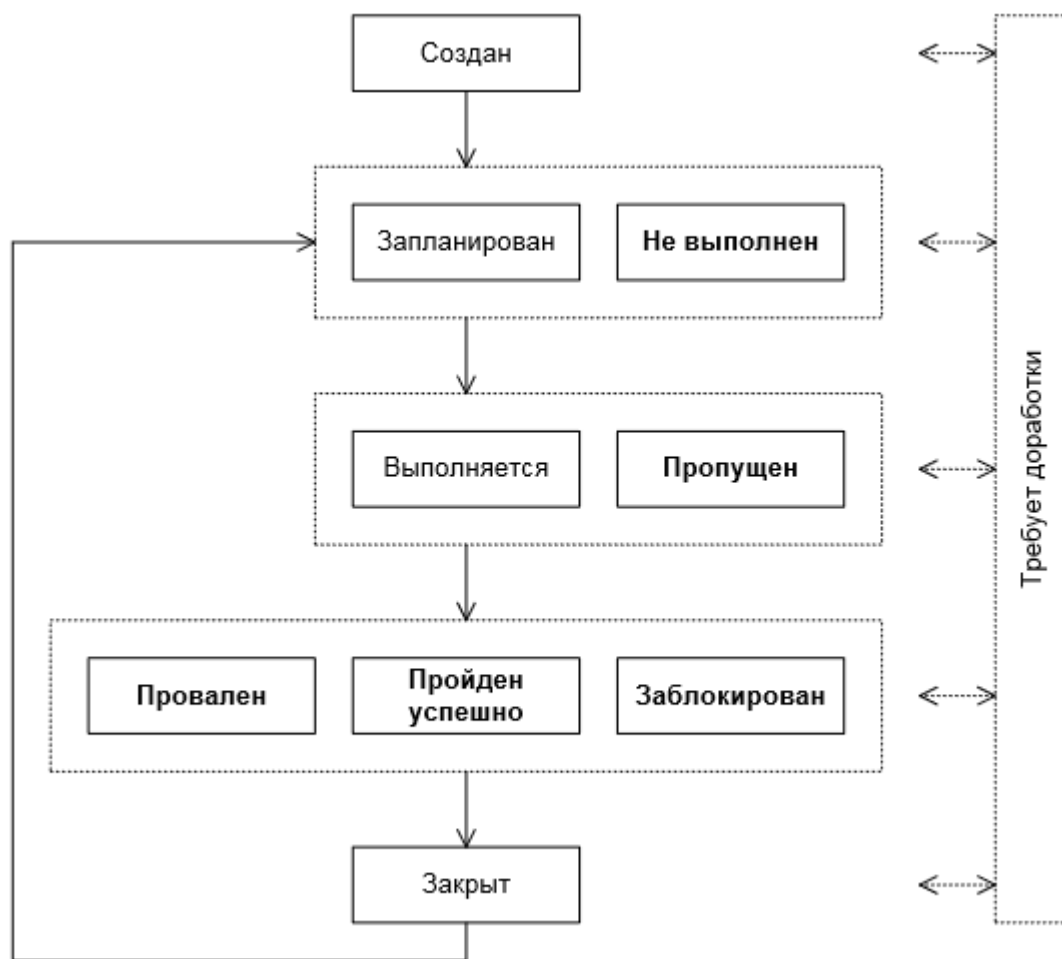 Создан
Запланирован
Не выполнен
Выполняется
Пропущен
Провален
Пройден
успешно
Заблокирован
Закрыт
Требует доработки